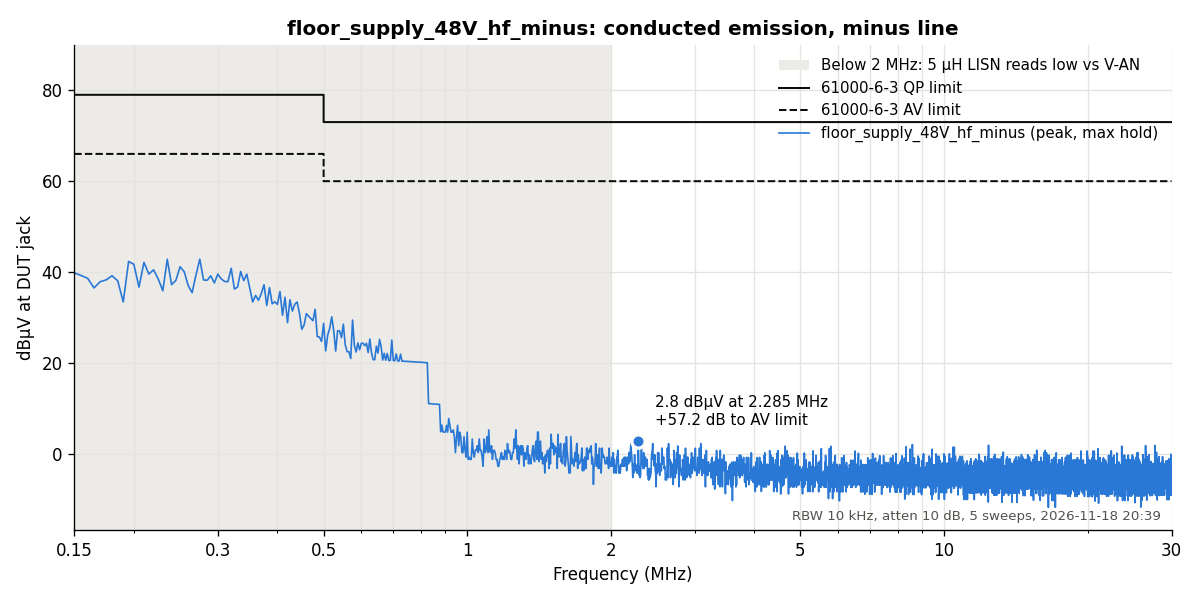 floor_supply_48V_hf_minus: conducted emission, minus line
Below 2 MHz: 5 µH LISN reads low vs V-AN
61000-6-3 QP limit
61000-6-3 AV limit
floor_supply_48V_hf_minus (peak, max hold)
dBµV at DUT jack
80
60
40
20
0
2.8 dBµV at 2.285 MHz
+57.2 dB to AV limit
RBW 10 kHz, atten 10 dB, 5 sweeps, 2026-11-18 20:39
0.15
0.3
0.5
1
2
5
10
30
Frequency (MHz)